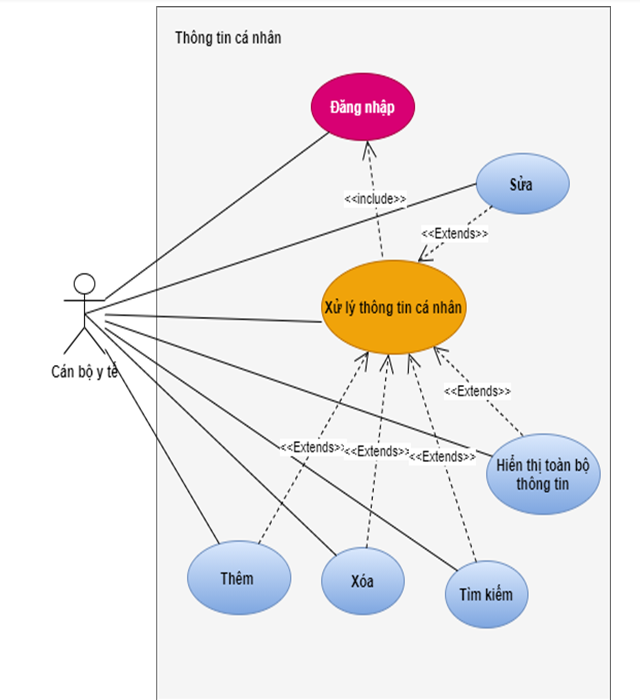 Thông tin cá nhân
Đăng nhập
<<include>>
Sửa
<<Extends>>
Xử lý thông tin cá nhân
Cán bộ y tế
<<Extends>>
<<Extends>>
<<Extends>>
<<Extends>>
Hiển thị toàn bộ
thông tin
Thêm
Xóa
Tìm kiếm